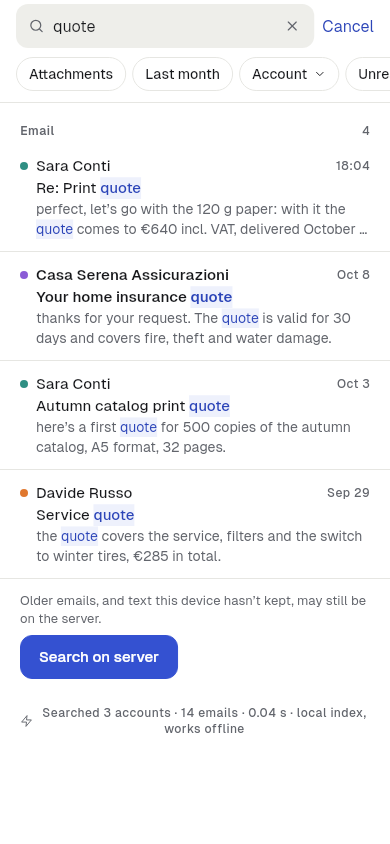 quote
Cancel
Attachments
Last month
Account
Unre
Email
4
Sara Conti
18:04
Re: Print quote
perfect, let's go with the 120 g paper: with it the
quote comes to €640 incl. VAT, delivered October …
Casa Serena Assicurazioni
Oct 8
Your home insurance quote
thanks for your request. The quote is valid for 30
days and covers fire, theft and water damage.
Sara Conti
Oct 3
Autumn catalog print quote
here's a first quote for 500 copies of the autumn
catalog, A5 format, 32 pages.
Davide Russo
Sep 29
Service quote
the quote covers the service, filters and the switch
to winter tires, €285 in total.
Older emails, and text this device hasn't kept, may still be
on the server.
Search on server
Searched 3 accounts · 14 emails · 0.04 s · local index,
works offline